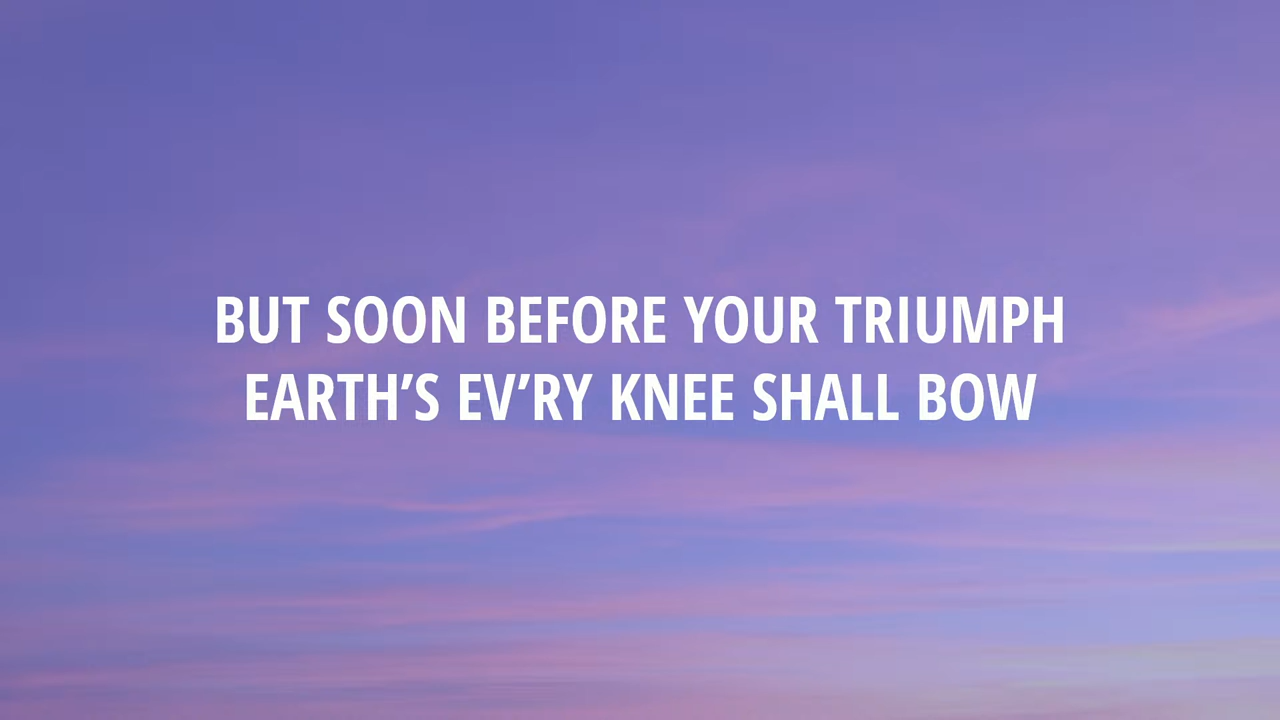 BUT SOON BEFORE YOUR TRIUMPH
EARTH’S EV’RY KNEE SHALL BOW